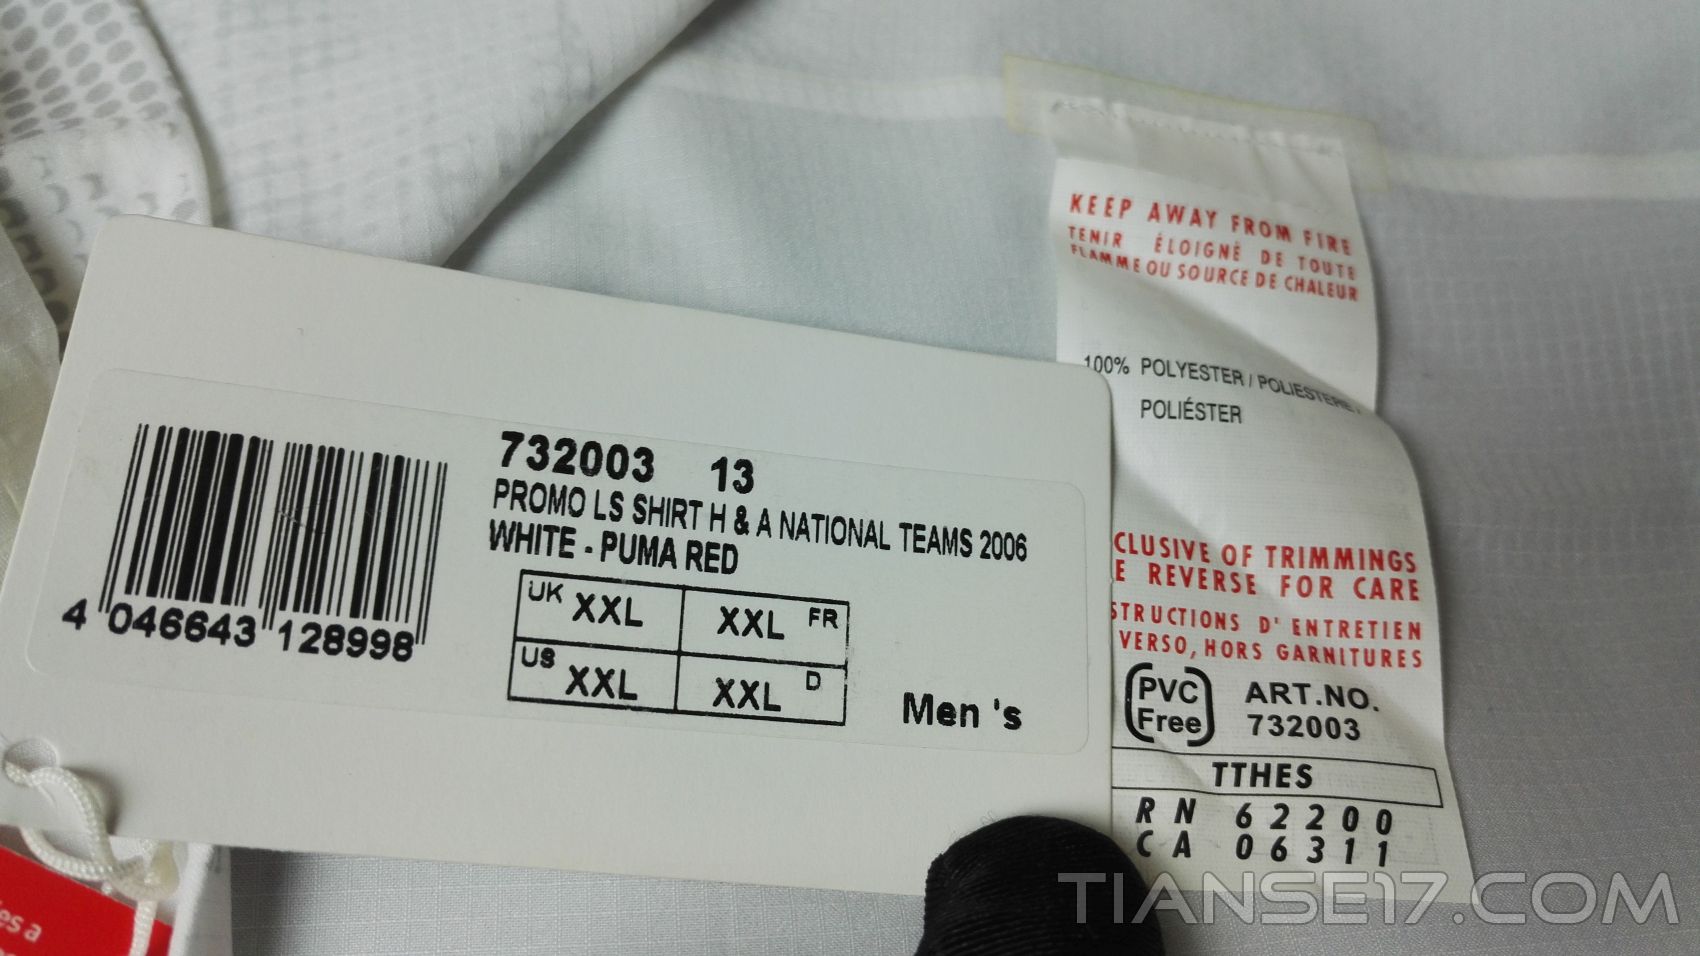 732003 13
PROMO LS SHIRT H & A NATIONAL TEAMS 2006
WHITE - PUMA RED
UK XXL XXL FR
US XXL XXL D
Men 's
4 046643 128998
KEEP AWAY FROM FIRE
TENIR ÉLOIGNÉ DE TOUTE
FLAMME OU SOURCE DE CHALEUR
100% POLYESTER / POLIESTERE /
POLIÉSTER
CLUSIVE OF TRIMMINGS
E REVERSE FOR CARE
STRUCTIONS D' ENTRETIEN
VERSO, HORS GARNITURES
PVC
Free
ART.NO.
732003
TTHES
RN 62200
CA 06311
TIANSE17.COM